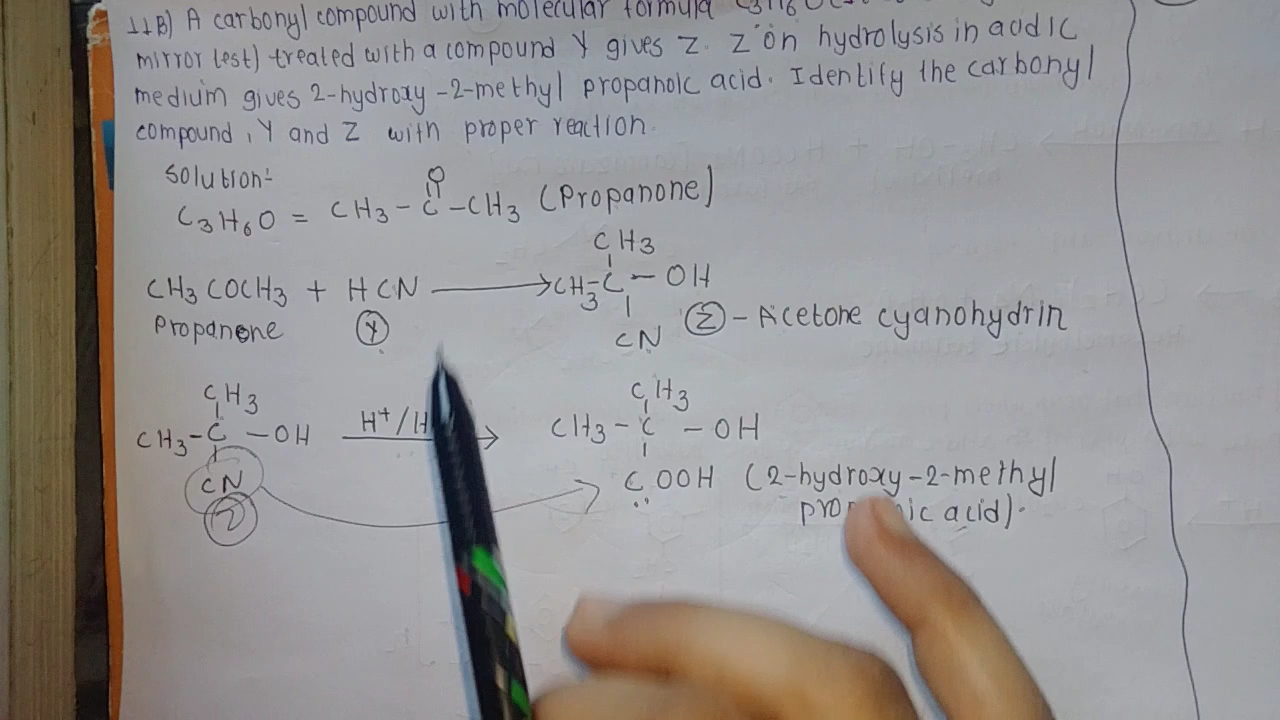 11B) A carbonyl compound with molecular formula C3H6O
mirror test) treated with a compound Y gives Z. Z on hydrolysis in acidic
medium gives 2-hydroxy-2-methyl propanoic acid. Identify the carbonyl
compound, Y and Z with proper reaction.
Solution:-
O
C3H6O = CH3-C-CH3 (Propanone)
CH3
CH3COCH3 + HCN → CH3-C-OH
Propanone Y CN Z - Acetone cyanohydrin
CH3 CH3
CH3-C-OH H+/H → CH3-C-OH
CN COOH (2-hydroxy-2-methyl
Z acid).